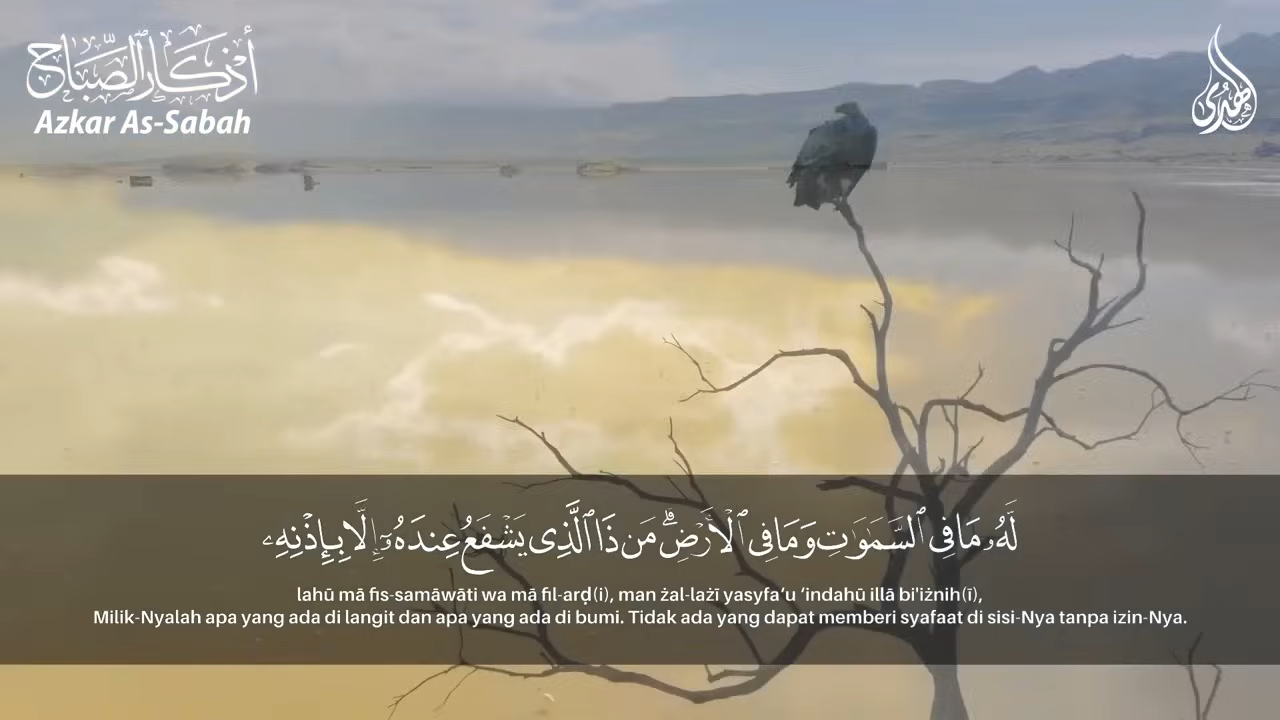 أذكار الصباح
Azkar As-Sabah
الهدى
لَهُۥ مَا فِى ٱلسَّمَـٰوَٰتِ وَمَا فِى ٱلْأَرْضِ ۗ مَن ذَا ٱلَّذِى يَشْفَعُ عِندَهُۥٓ إِلَّا بِإِذْنِهِۦ
lahū mā fis-samāwāti wa mā fil-arḍ(i), man żal-lażī yasyfa‘u ‘indahū illā bi'iżnih(ī),
Milik-Nyalah apa yang ada di langit dan apa yang ada di bumi. Tidak ada yang dapat memberi syafaat di sisi-Nya tanpa izin-Nya.